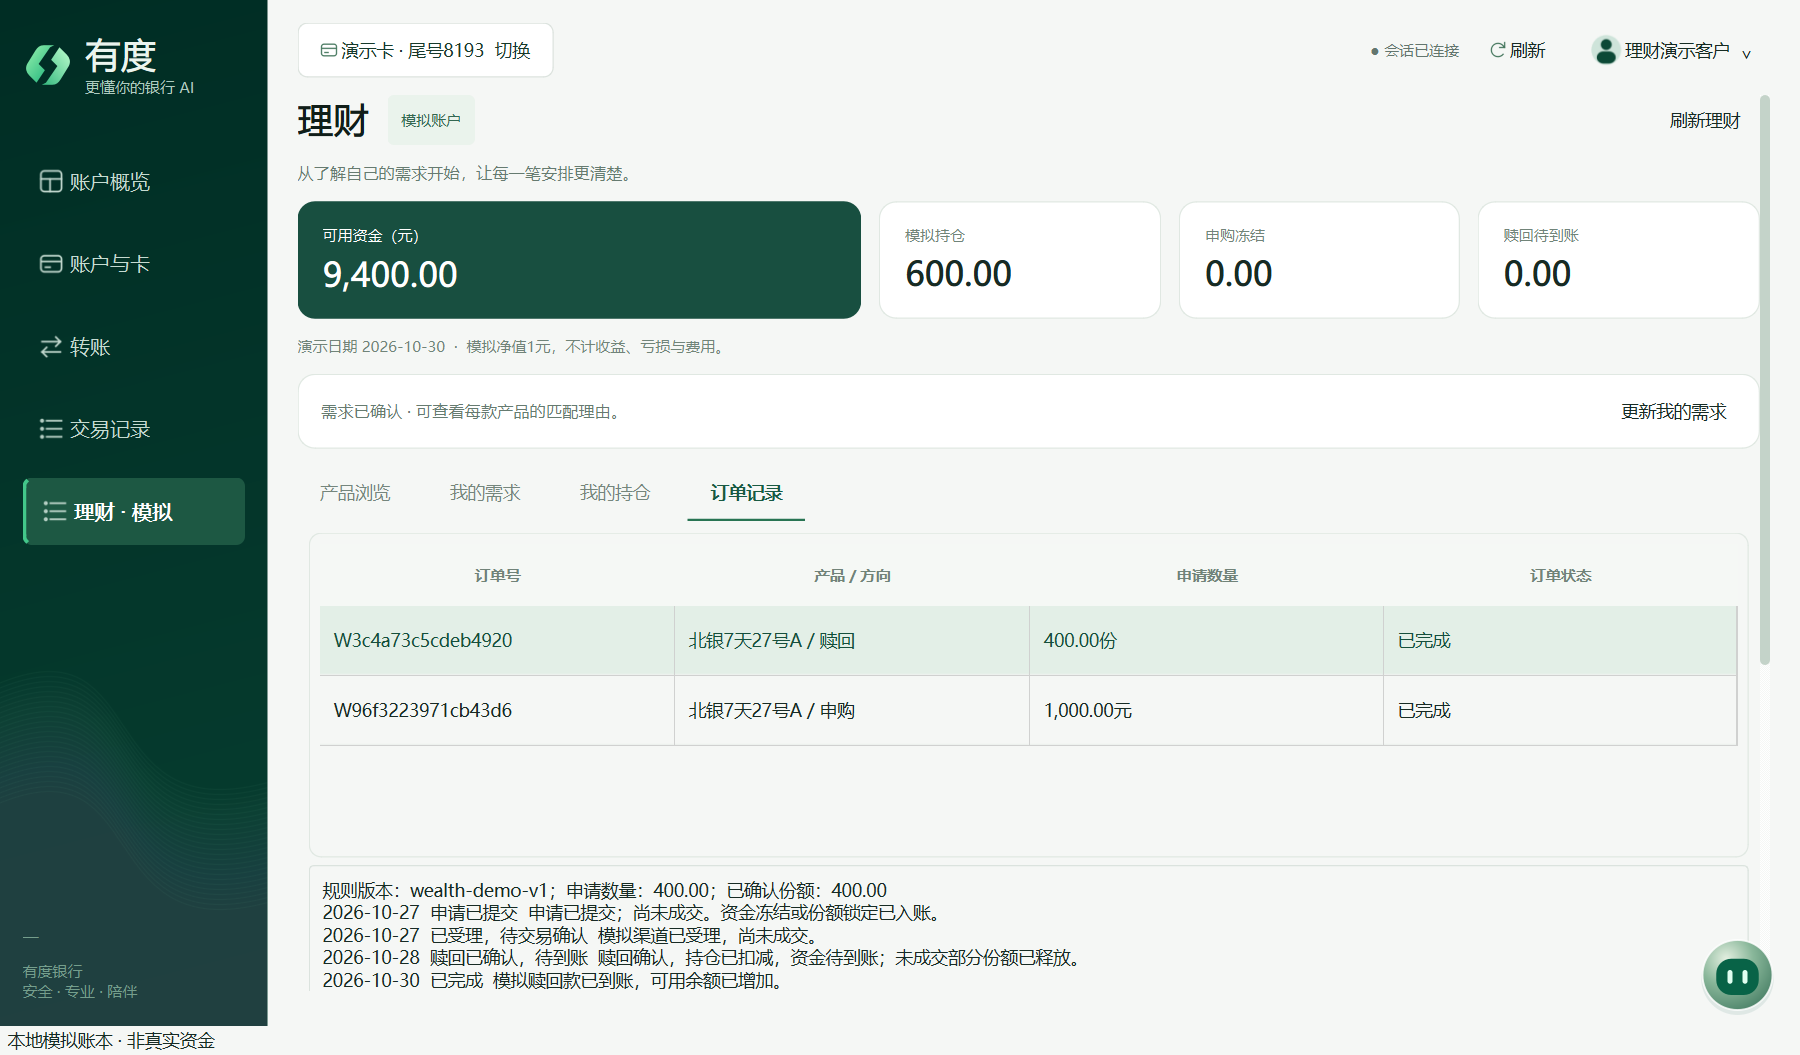 有度
更懂你的银行 AI
账户概览
账户与卡
转账
交易记录
理财 · 模拟
—
有度银行
安全 · 专业 · 陪伴
本地模拟账本 · 非真实资金
演示卡 · 尾号8193 切换
● 会话已连接
刷新
理财演示客户
理财
模拟账户
刷新理财
从了解自己的需求开始，让每一笔安排更清楚。
可用资金（元）
9,400.00
模拟持仓
600.00
申购冻结
0.00
赎回待到账
0.00
演示日期 2026-10-30 · 模拟净值1元，不计收益、亏损与费用。
需求已确认 · 可查看每款产品的匹配理由。
更新我的需求
产品浏览 我的需求 我的持仓 订单记录
订单号 产品 / 方向 申请数量 订单状态
W3c4a73c5cdeb4920 北银7天27号A / 赎回 400.00份 已完成
W96f3223971cb43d6 北银7天27号A / 申购 1,000.00元 已完成
规则版本：wealth-demo-v1；申请数量：400.00；已确认份额：400.00
2026-10-27 申请已提交 申请已提交；尚未成交。资金冻结或份额锁定已入账。
2026-10-27 已受理，待交易确认 模拟渠道已受理，尚未成交。
2026-10-28 赎回已确认，待到账 赎回确认，持仓已扣减，资金待到账；未成交部分份额已释放。
2026-10-30 已完成 模拟赎回款已到账，可用余额已增加。